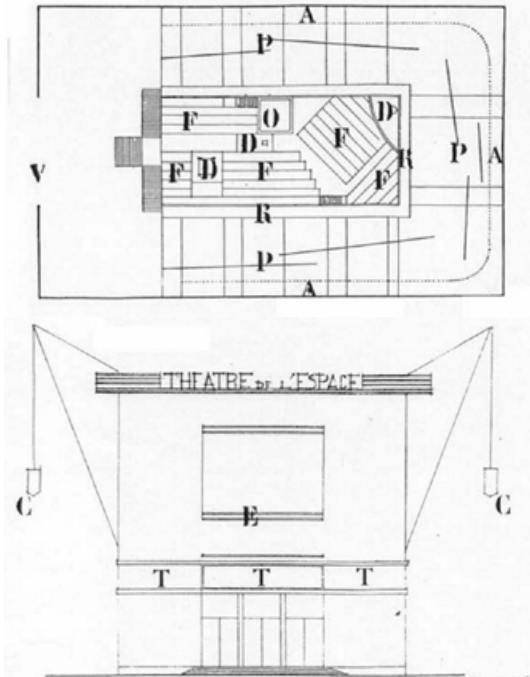 A
P
F O D
D F R P A
V F D F F
R
P
A
THEATRE DE L'ESPACE
C E C
T T T